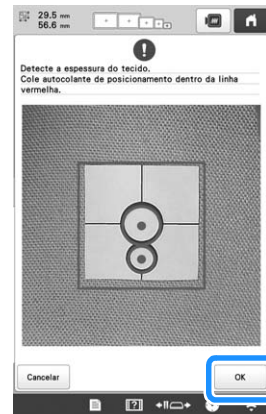 29.5 mm
56.6 mm
Detecte a espessura do tecido.
Cole autocolante de posicionamento dentro da linha
vermelha.
Cancelar
OK